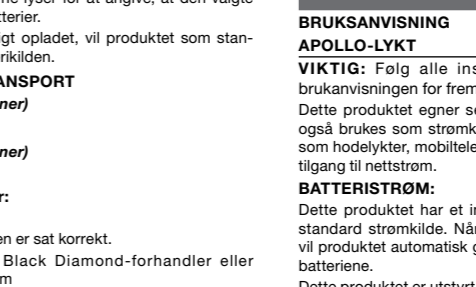 ne lyser for at angive, at den valgte
tterier.
igt opladet, vil produktet som stan-
rikilden.
ANSPORT
ner)
ner)
r:
en er sat korrekt.
Black Diamond-forhandler eller
m
BRUKSANVISNING
APOLLO-LYKT
VIKTIG: Følg alle ins
brukanvisningen for frem
Dette produktet egner se
også brukes som strømk
som hodelykter, mobiltele
tilgang til nettstrøm.
BATTERISTRØM:
Dette produktet har et in
standard strømkilde. Når
vil produktet automatisk g
batteriene.
Dette produktet er utstyrt